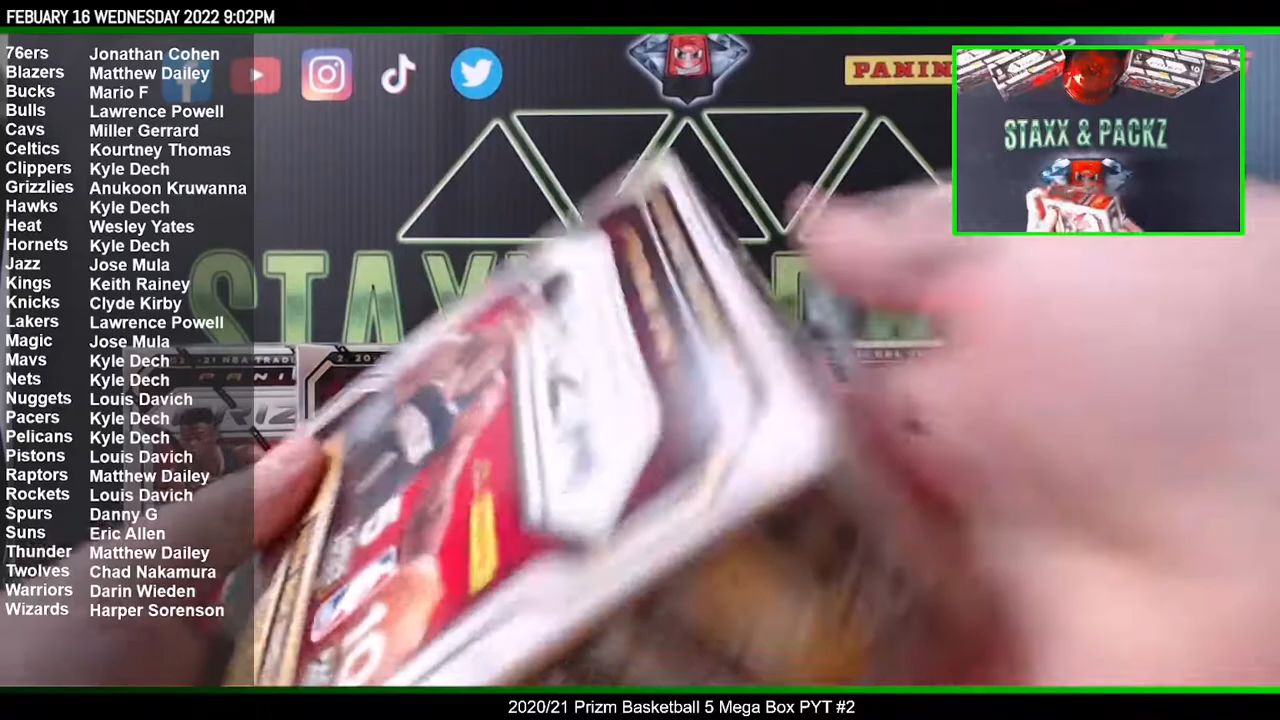 FEBUARY 16 WEDNESDAY 2022 9:02PM
76ers Jonathan Cohen
Blazers Matthew Dailey
Bucks Mario F
Bulls Lawrence Powell
Cavs Miller Gerrard
Celtics Kourtney Thomas
Clippers Kyle Dech
Grizzlies Anukoon Kruwanna
Hawks Kyle Dech
Heat Wesley Yates
Hornets Kyle Dech
Jazz Jose Mula
Kings Keith Rainey
Knicks Clyde Kirby
Lakers Lawrence Powell
Magic Jose Mula
Mavs Kyle Dech
Nets Kyle Dech
Nuggets Louis Davich
Pacers Kyle Dech
Pelicans Kyle Dech
Pistons Louis Davich
Raptors Matthew Dailey
Rockets Louis Davich
Spurs Danny G
Suns Eric Allen
Thunder Matthew Dailey
Twolves Chad Nakamura
Warriors Darin Wieden
Wizards Harper Sorenson
PANINI
STAXX & PACKZ
2020/21 Prizm Basketball 5 Mega Box PYT #2